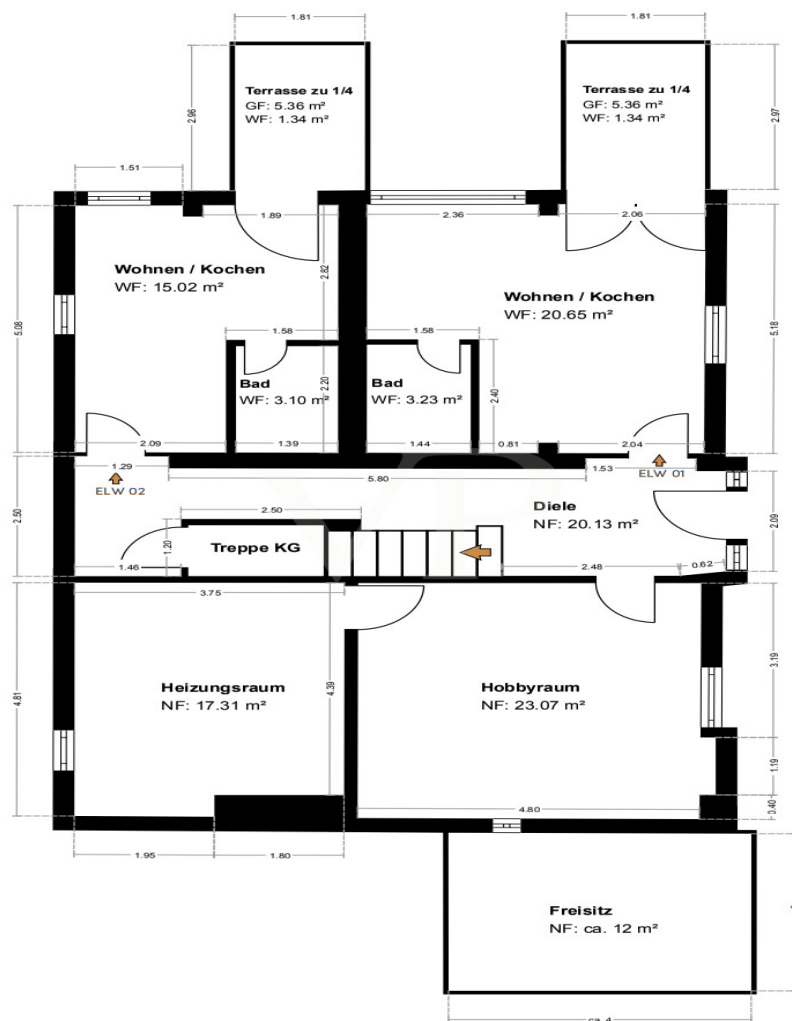 1.81
1.81
Terrasse zu 1/4
GF: 5.36 m²
WF: 1.34 m²
Terrasse zu 1/4
GF: 5.36 m²
WF: 1.34 m²
2.96
2.97
1.51
1.89
2.36
2.06
Wohnen / Kochen
WF: 15.02 m²
2.82
Wohnen / Kochen
WF: 20.65 m²
5.08
5.18
1.58
1.58
Bad
WF: 3.10 m²
2.20
Bad
WF: 3.23 m²
2.40
2.09
1.39
1.44
0.81
2.04
1.29
ELW 02
5.80
1.53
ELW 01
VP
2.50
2.50
Diele
NF: 20.13 m²
2.09
1.20
Treppe KG
1.46
2.48
0.62
3.75
Heizungsraum
NF: 17.31 m²
4.39
4.81
Hobbyraum
NF: 23.07 m²
3.19
1.19
4.80
0.40
1.95
1.80
Freisitz
NF: ca. 12 m²
ca. 4